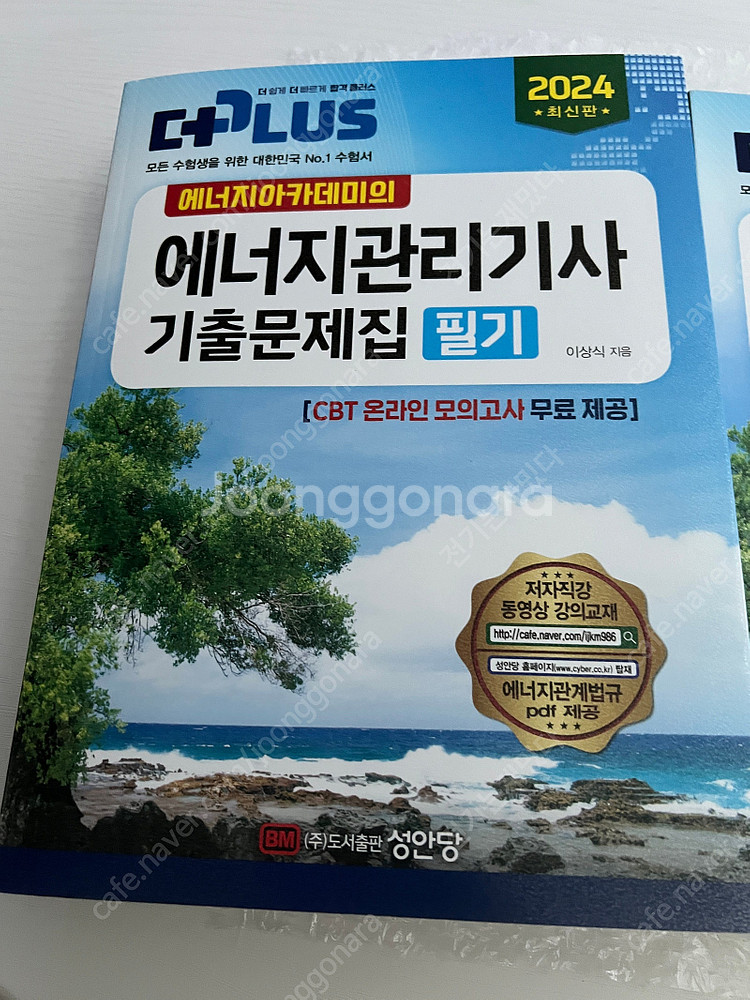 더 쉽게 더 빠르게 합격 플러스
더PLUS
모든 수험생을 위한 대한민국 No.1 수험서
2024
★최신판★
에너지아카데미의
에너지관리기사
기출문제집 필기
이상식 지음
[CBT 온라인 모의고사 무료 제공]
Joonggonara
★★★
저자직강
동영상 강의교재
http://cafe.naver.com/ijkm986
성안당 홈페이지(www.cyber.co.kr) 탑재
에너지관계법규
pdf 제공
★★★
BM (주)도서출판 성안당
cafe.naver.com/joonggonara